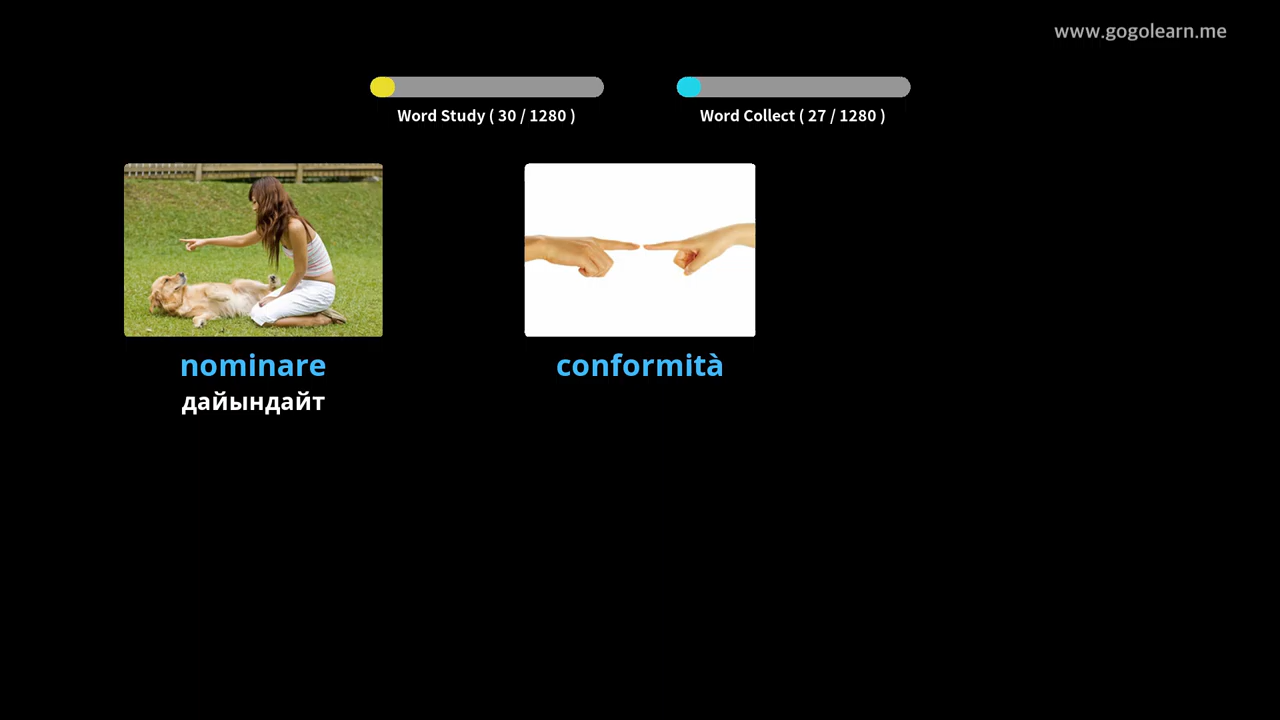 www.gogolearn.me
Word Study ( 30 / 1280 )
Word Collect ( 27 / 1280 )
nominare
дайындайт
conformità